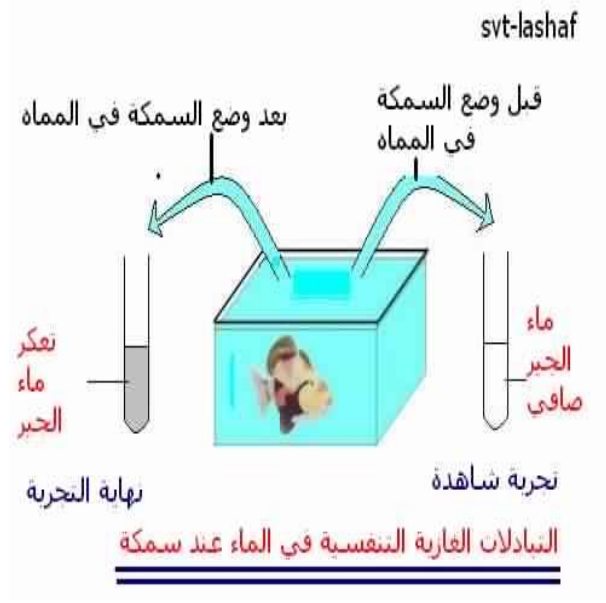 svt-lashaf
قبل وضع السمكة
في المماه
بعد وضع السمكة في المماه
ماء
الجير
صافي
تعكر
ماء
الجير
تجربة شاهدة
نهاية التجربة
التبادلات الغازية التنفسية في الماء عند سمكة